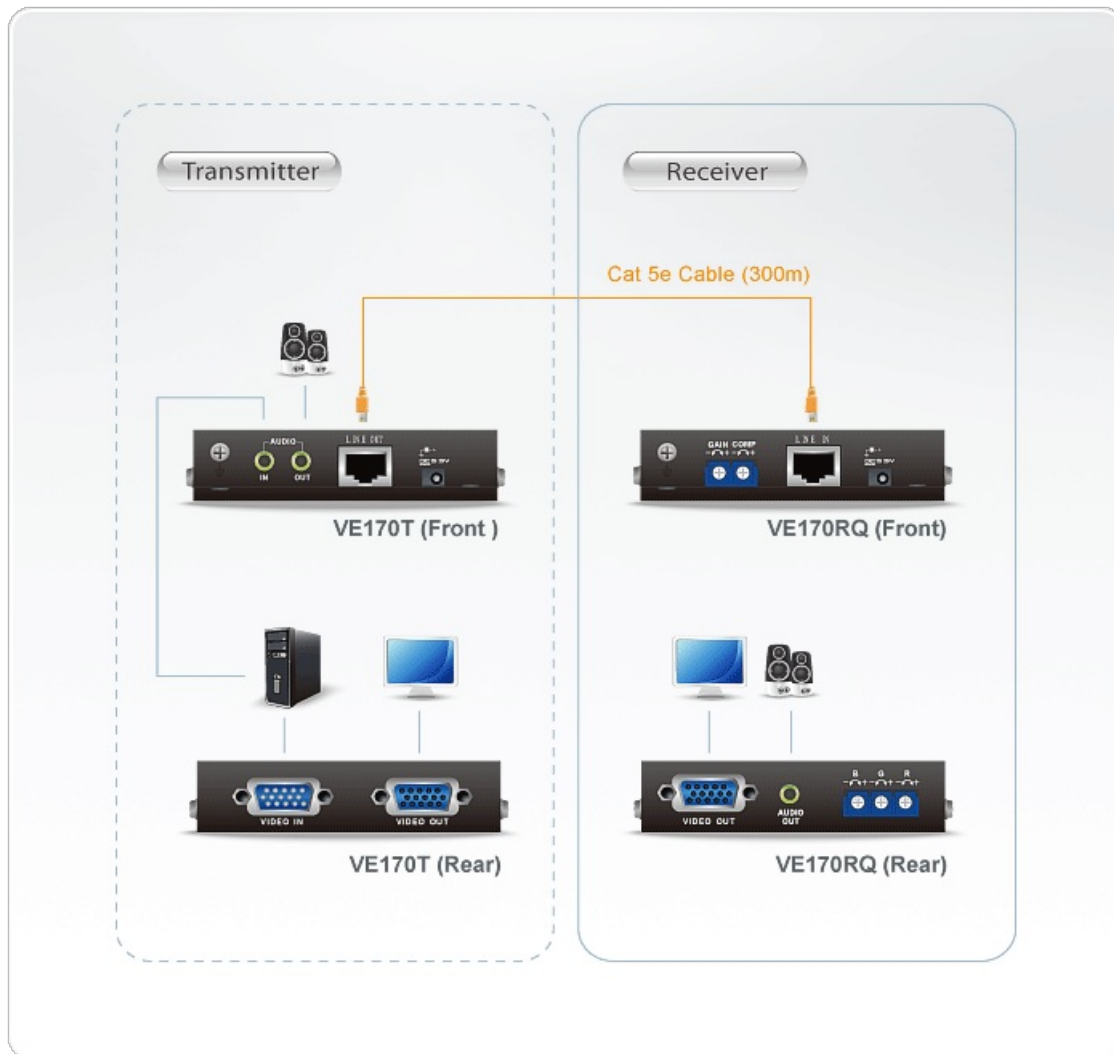 Transmitter
Receiver
Cat 5e Cable (300m)
AUDIO
IN
OUT
LINE OUT
VE170T (Front )
GAIN COMP
LINE IN
VE170RQ (Front)
VIDEO IN
VIDEO OUT
VE170T (Rear)
VIDEO OUT
AUDIO
OUT
B G R
VE170RQ (Rear)